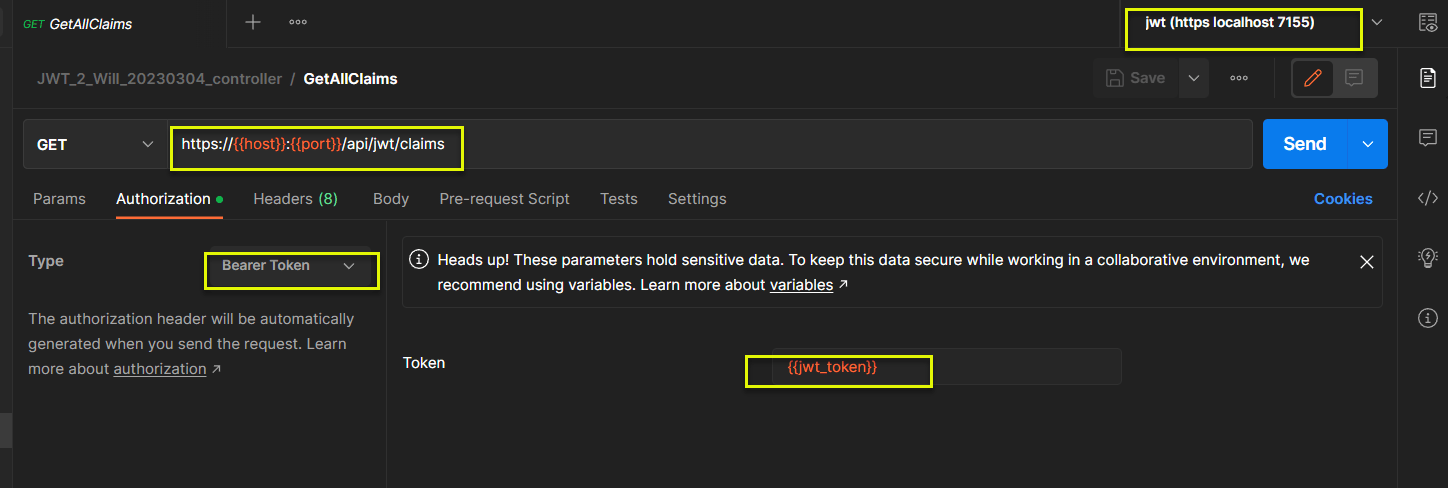 GET GetAllClaims
jwt (https localhost 7155)
JWT_2_Will_20230304_controller / GetAllClaims
Save
GET
https://{{host}}:{{port}}/api/jwt/claims
Send
Params
Authorization
Headers (8)
Body
Pre-request Script
Tests
Settings
Cookies
Type
Bearer Token
The authorization header will be automatically
generated when you send the request. Learn
more about authorization ↗
Heads up! These parameters hold sensitive data. To keep this data secure while working in a collaborative environment, we
recommend using variables. Learn more about variables ↗
Token
{{jwt_token}}